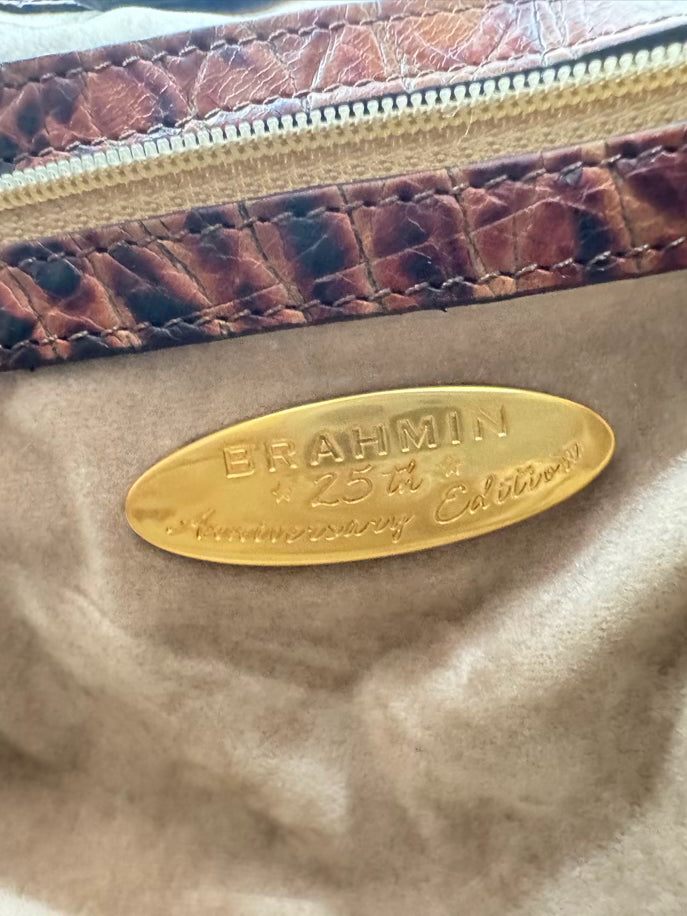 BRAHMIN
☆ 25th ☆
Anniversary Edition